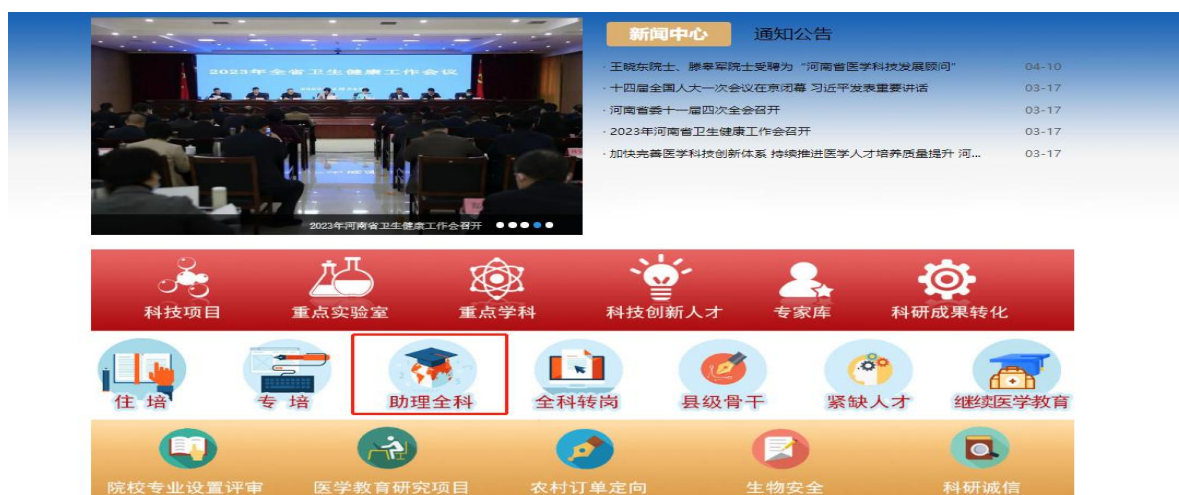 2023年全省卫生健康工作会议
2023年河南省卫生健康工作会召开
新闻中心 通知公告
·王晓东院士、滕皋军院士受聘为“河南省医学科技发展顾问” 04-10
·十四届全国人大一次会议在京闭幕 习近平发表重要讲话 03-17
·河南省委十一届四次全会召开 03-17
·2023年河南省卫生健康工作会召开 03-17
·加快完善医学科技创新体系 持续推进医学人才培养质量提升 河... 03-17
科技项目 重点实验室 重点学科 科技创新人才 专家库 科研成果转化
住培 专培 助理全科 全科转岗 县级骨干 紧缺人才 继续医学教育
院校专业设置评审 医学教育研究项目 农村订单定向 生物安全 科研诚信